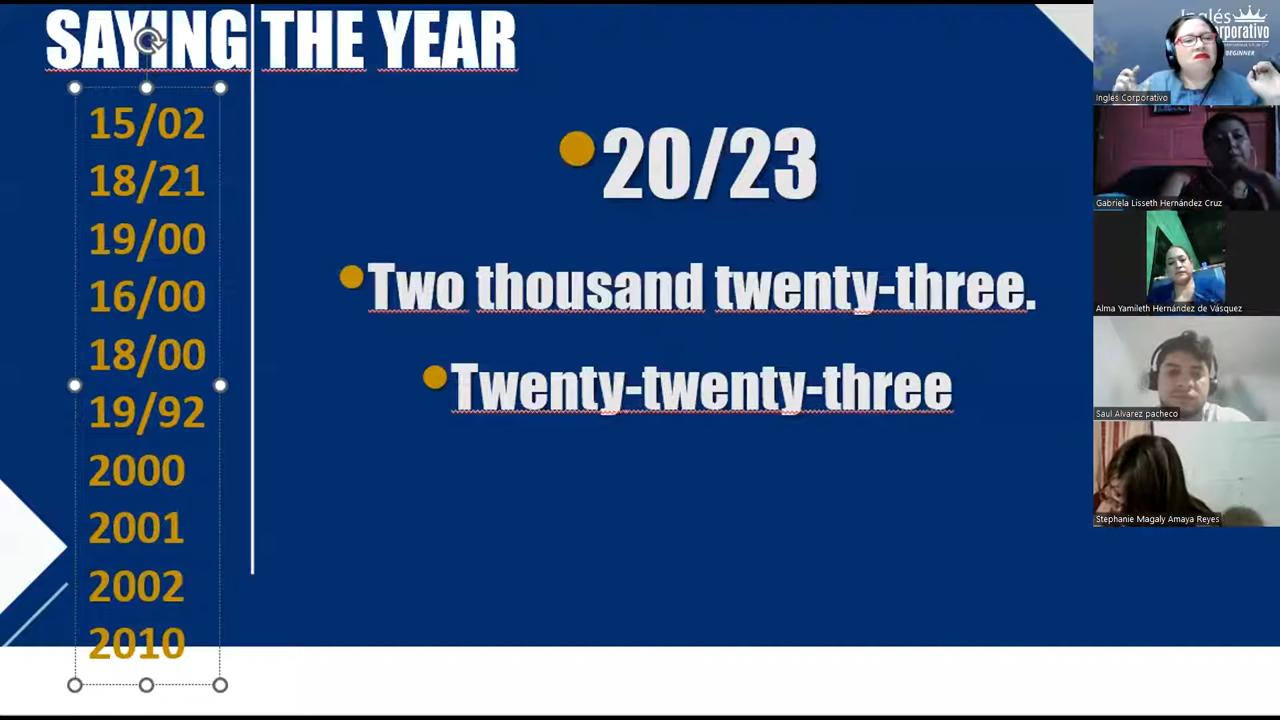 SAYING THE YEAR
15/02
18/21
19/00
16/00
18/00
19/92
2000
2001
2002
2010
20/23
Two thousand twenty-three.
Twenty-twenty-three
Inglés
BEGINNER
Inglés Corporativo
Gabriela Lisseth Hernández Cruz
Alma Yamileth Hernández de Vásquez
Saul Alvarez pacheco
Stephanie Magaly Amaya Reyes